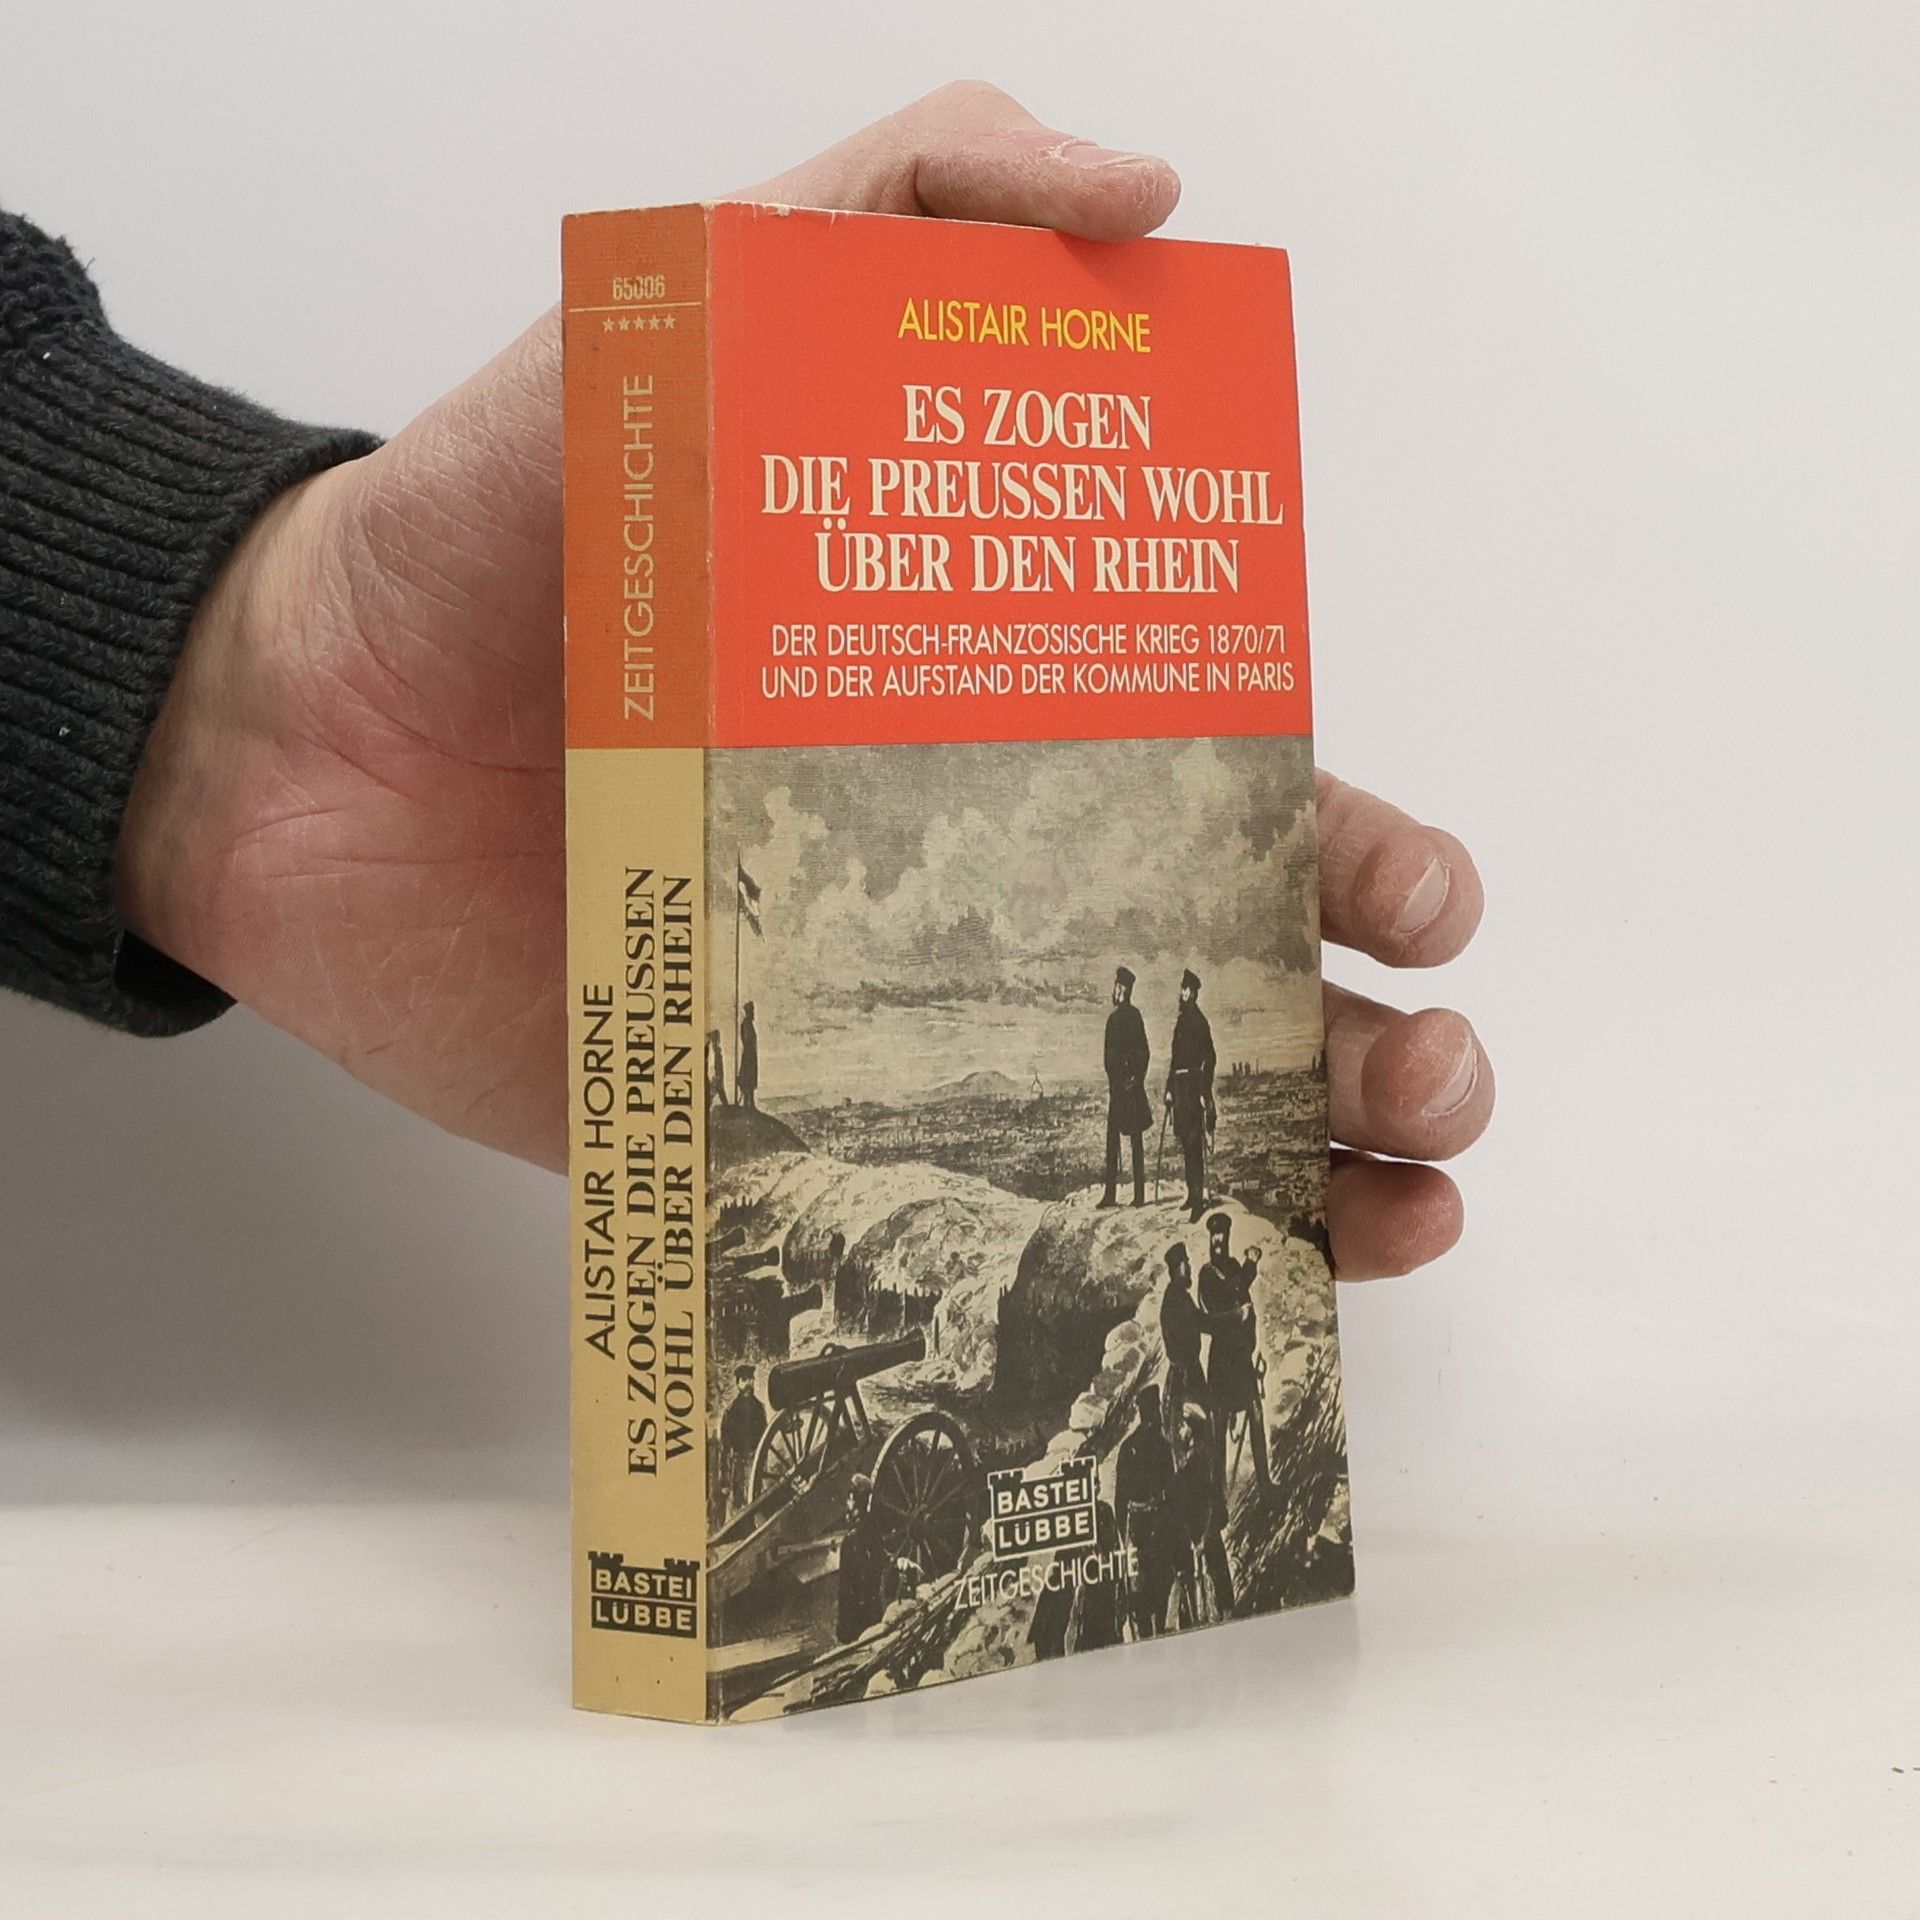 65006
★★★★★
ZEITGESCHICHTE
ALISTAIR HORNE
ES ZOGEN DIE PREUSSEN
WOHL ÜBER DEN RHEIN
BASTEI
LÜBBE
ALISTAIR HORNE
ES ZOGEN
DIE PREUSSEN WOHL
ÜBER DEN RHEIN
DER DEUTSCH-FRANZÖSISCHE KRIEG 1870/71
UND DER AUFSTAND DER KOMMUNE IN PARIS
BASTEI
LÜBBE
ZEITGESCHICHTE